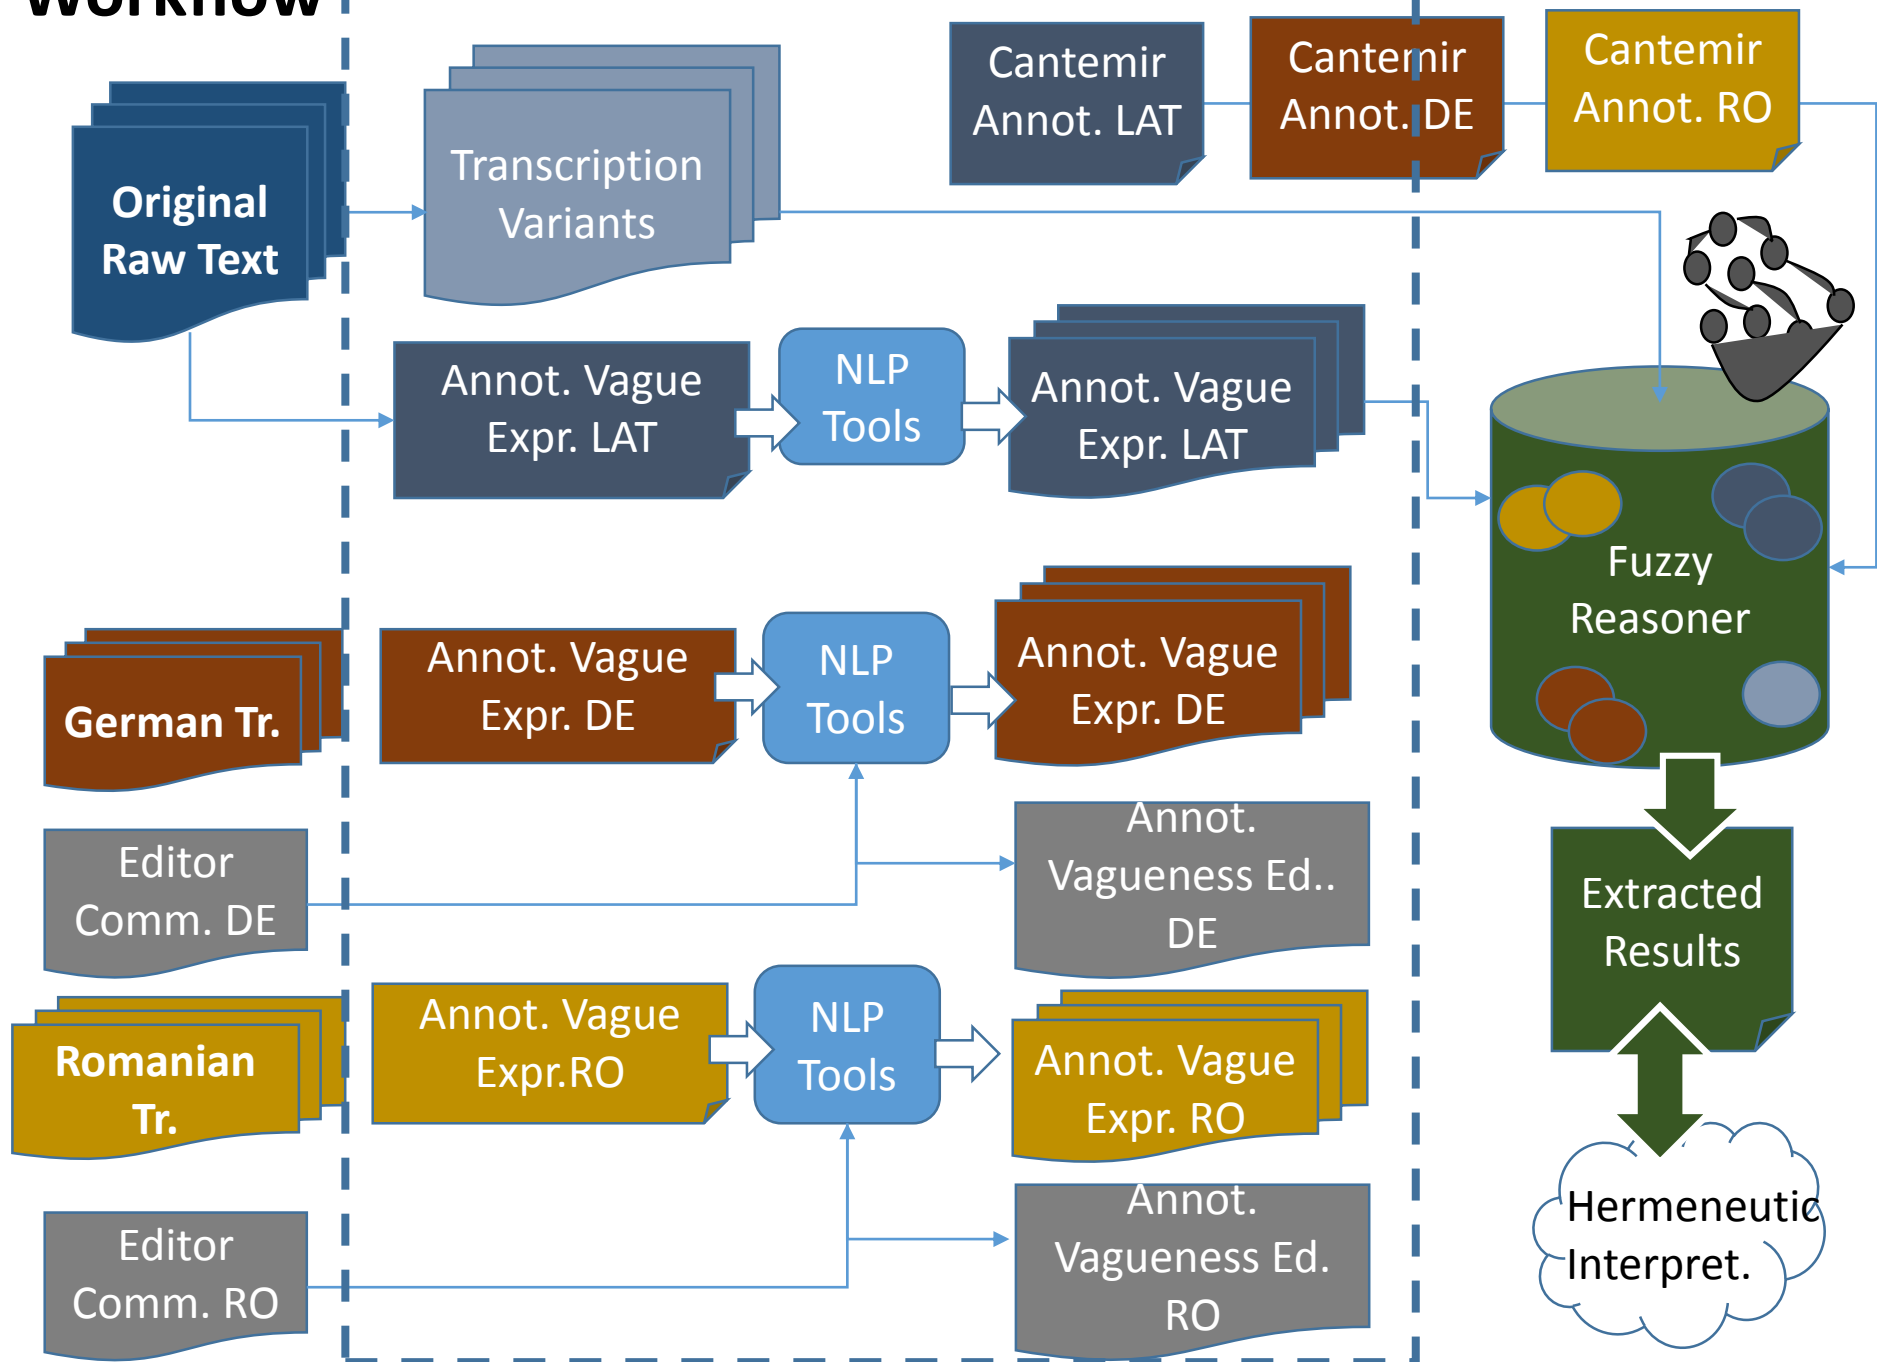 Workflow
Cantemir
Annot. LAT
Cantemir
Annot. DE
Cantemir
Annot. RO
Original
Raw Text
Transcription
Variants
Annot. Vague
Expr. LAT
NLP
Tools
Annot. Vague
Expr. LAT
Fuzzy
Reasoner
German Tr.
Annot. Vague
Expr. DE
NLP
Tools
Annot. Vague
Expr. DE
Editor
Comm. DE
Annot.
Vagueness Ed..
DE
Extracted
Results
Romanian
Tr.
Annot. Vague
Expr.RO
NLP
Tools
Annot. Vague
Expr. RO
Editor
Comm. RO
Annot.
Vagueness Ed.
RO
Hermeneutic
Interpret.